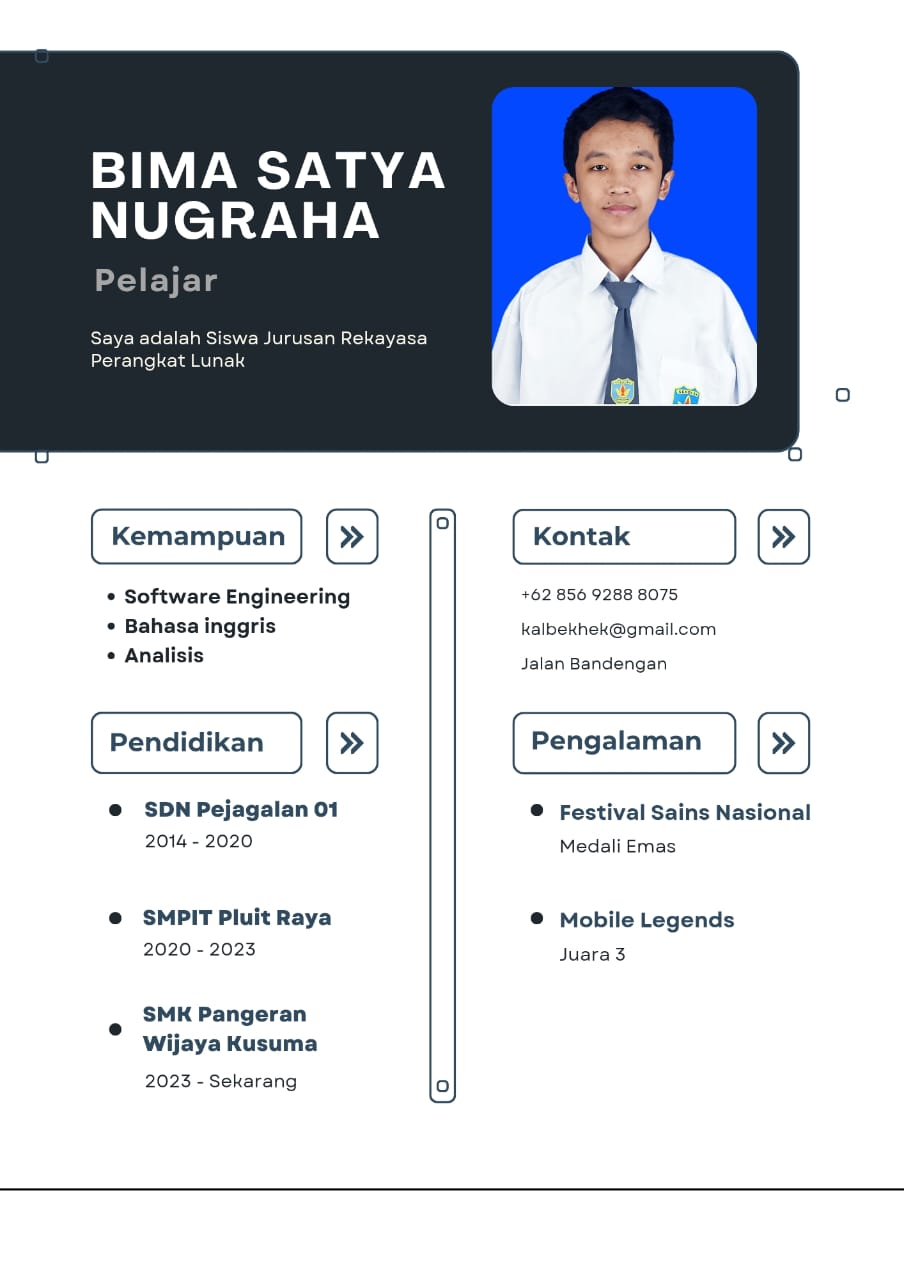 BIMA SATYA
NUGRAHA
Pelajar
Saya adalah Siswa Jurusan Rekayasa
Perangkat Lunak
Kemampuan
• Software Engineering
• Bahasa inggris
• Analisis
Pendidikan
• SDN Pejagalan 01
2014 - 2020
• SMPIT Pluit Raya
2020 - 2023
• SMK Pangeran
Wijaya Kusuma
2023 - Sekarang
Kontak
+62 856 9288 8075
kalbekhek@gmail.com
Jalan Bandengan
Pengalaman
• Festival Sains Nasional
Medali Emas
• Mobile Legends
Juara 3